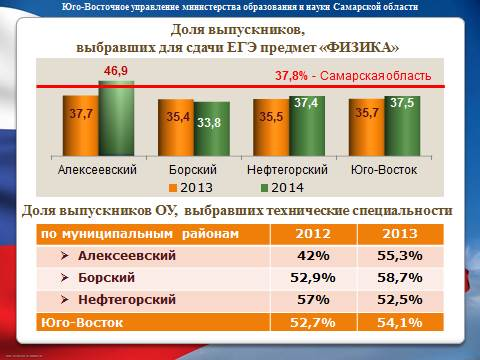 Юго-Восточное управление министерства образования и науки Самарской области
Доля выпускников,
выбравших для сдачи ЕГЭ предмет «ФИЗИКА»
46,9
37,8% - Самарская область
37,7
35,4
33,8
35,5
37,4
35,7
37,5
Алексеевский Борский Нефтегорский Юго-Восток
2013 2014
Доля выпускников ОУ, выбравших технические специальности
по муниципальным районам 2012 2013
Алексеевский 42% 55,3%
Борский 52,9% 58,7%
Нефтегорский 57% 52,5%
Юго-Восток 52,7% 54,1%